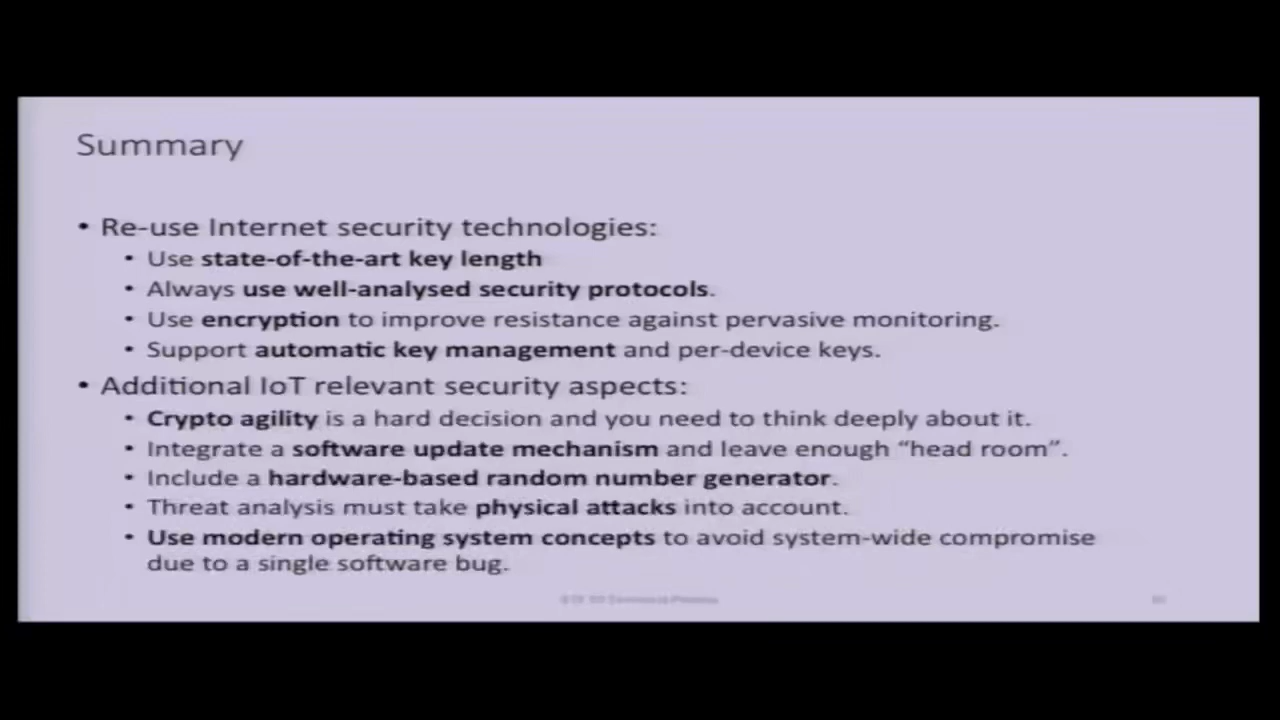 Summary
• Re-use Internet security technologies:
• Use state-of-the-art key length
• Always use well-analysed security protocols.
• Use encryption to improve resistance against pervasive monitoring.
• Support automatic key management and per-device keys.
• Additional IoT relevant security aspects:
• Crypto agility is a hard decision and you need to think deeply about it.
• Integrate a software update mechanism and leave enough “head room”.
• Include a hardware-based random number generator.
• Threat analysis must take physical attacks into account.
• Use modern operating system concepts to avoid system-wide compromise
due to a single software bug.